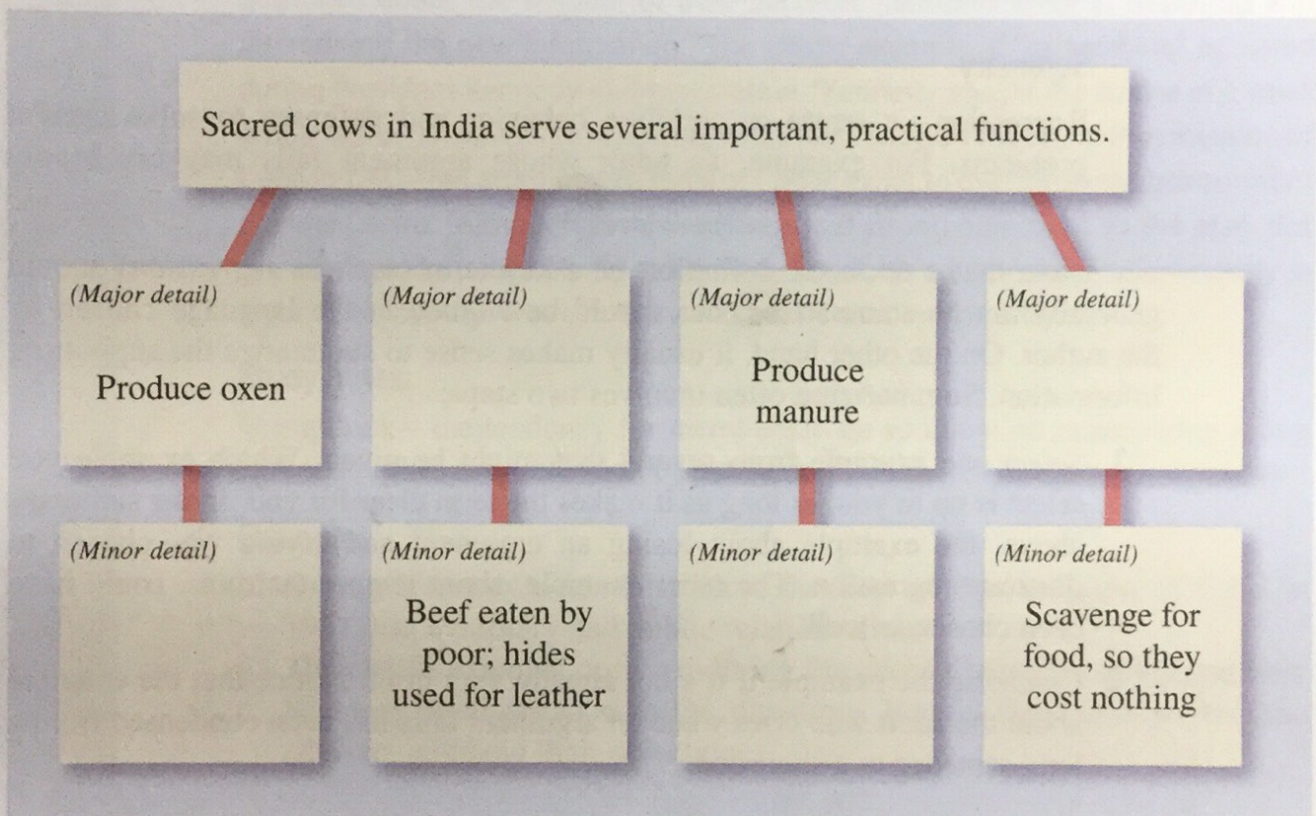 Sacred cows in India serve several important, practical functions.
(Major detail)
Produce oxen
(Major detail)
(Major detail)
Produce
manure
(Major detail)
(Minor detail)
(Minor detail)
Beef eaten by
poor; hides
used for leather
(Minor detail)
(Minor detail)
Scavenge for
food, so they
cost nothing